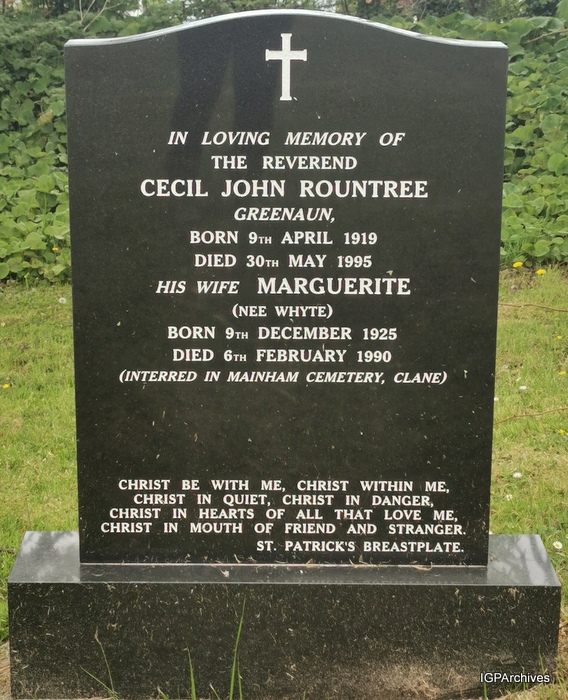 IN LOVING MEMORY OF
THE REVEREND
CECIL JOHN ROUNTREE
GREENAUN,
BORN 9TH APRIL 1919
DIED 30TH MAY 1995
HIS WIFE MARGUERITE
(NEE WHYTE)
BORN 9TH DECEMBER 1925
DIED 6TH FEBRUARY 1990
(INTERRED IN MAINHAM CEMETERY, CLANE)
CHRIST BE WITH ME, CHRIST WITHIN ME,
CHRIST IN QUIET, CHRIST IN DANGER,
CHRIST IN HEARTS OF ALL THAT LOVE ME,
CHRIST IN MOUTH OF FRIEND AND STRANGER.
ST. PATRICK'S BREASTPLATE.
IGPArchives